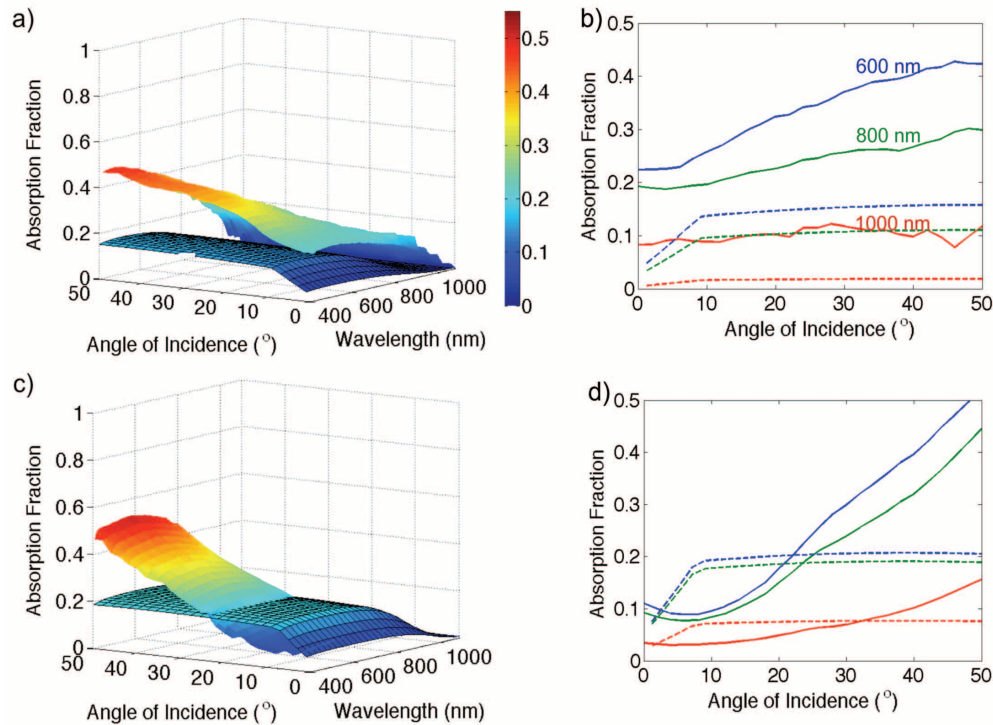 a)
Absorption Fraction
1
0.8
0.6
0.4
0.2
0
50
40
30
20
10
0
Angle of Incidence (°)
400
600
800
1000
Wavelength (nm)
0.5
0.4
0.3
0.2
0.1
0
b)
Absorption Fraction
0.5
0.4
0.3
0.2
0.1
0
600 nm
800 nm
1000 nm
0 10 20 30 40 50
Angle of Incidence (°)
c)
Absorption Fraction
1
0.8
0.6
0.4
0.2
0
50
40
30
20
10
0
Angle of Incidence (°)
400
600
800
1000
Wavelength (nm)
d)
Absorption Fraction
0.5
0.4
0.3
0.2
0.1
0
0 10 20 30 40 50
Angle of Incidence (°)